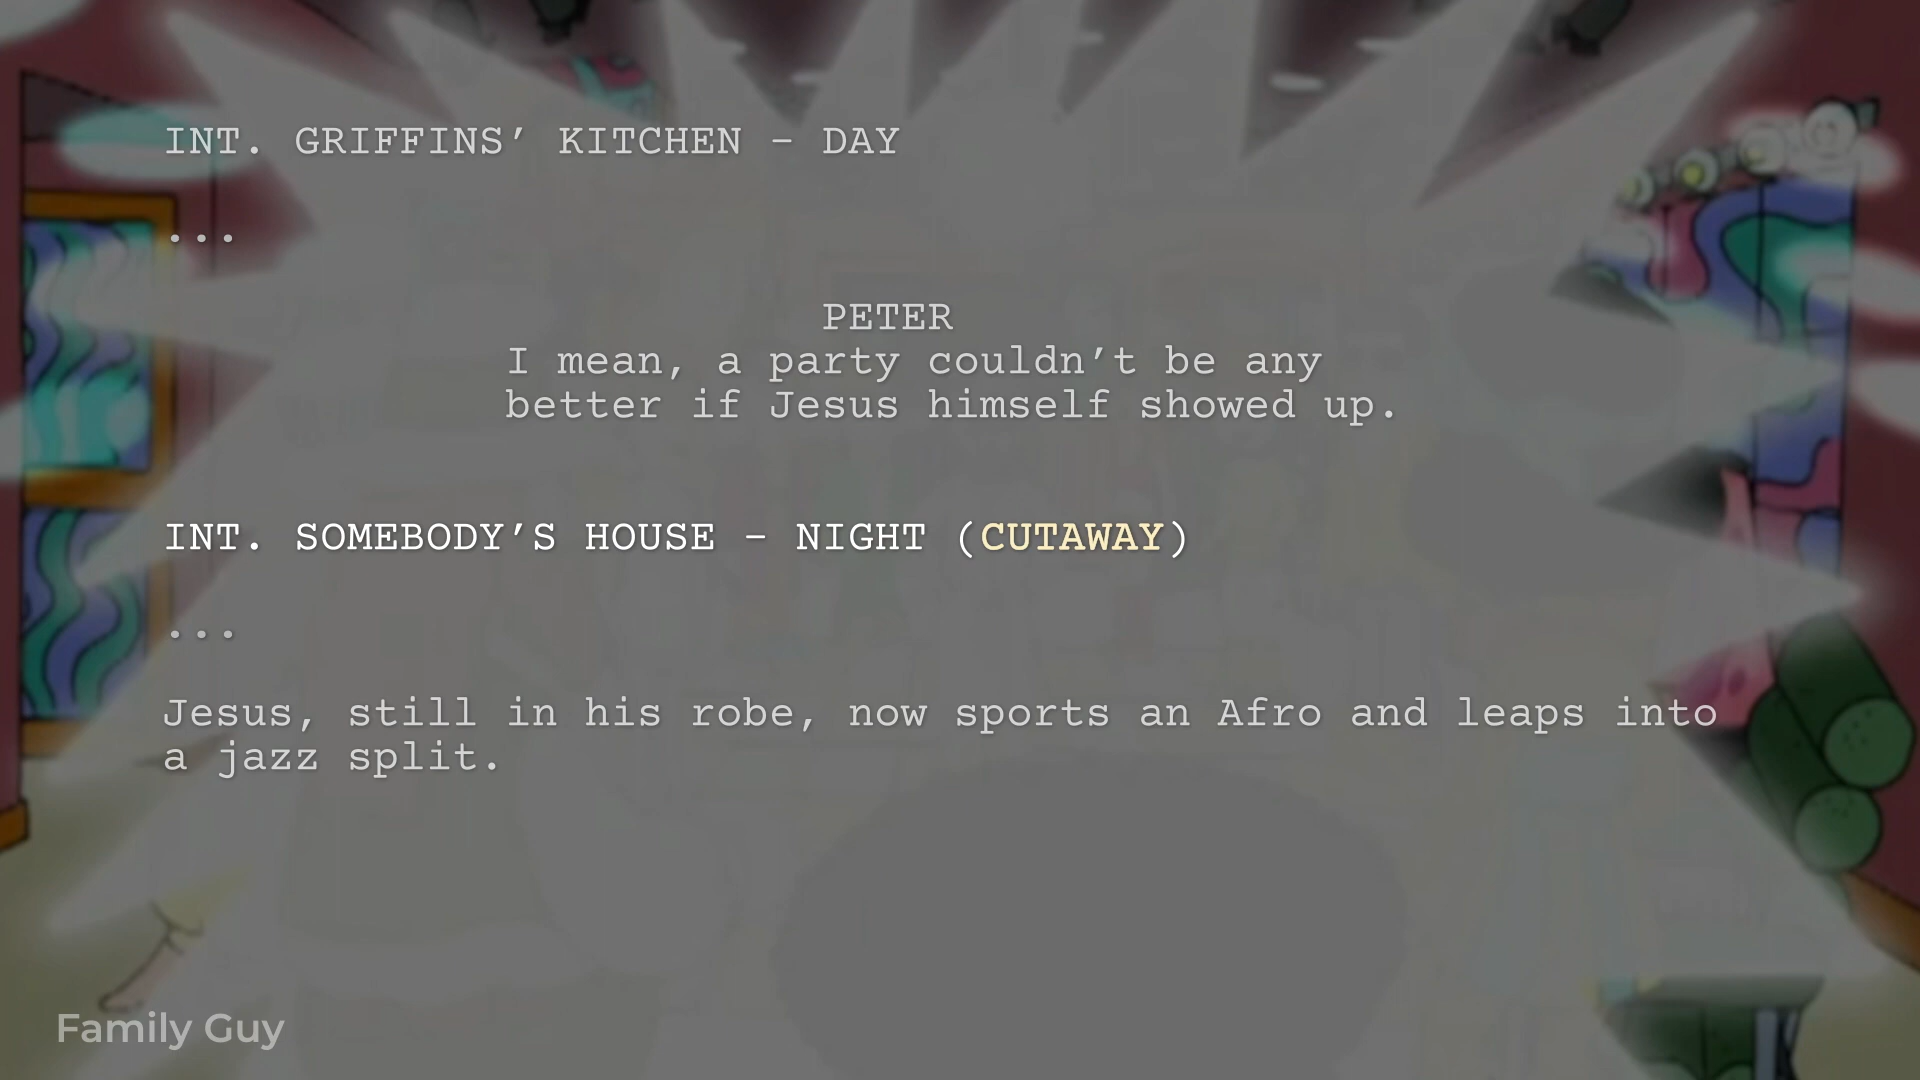 INT. GRIFFINS’ KITCHEN – DAY
...
PETER
I mean, a party couldn’t be any
better if Jesus himself showed up.
INT. SOMEBODY’S HOUSE – NIGHT (CUTAWAY)
...
Jesus, still in his robe, now sports an Afro and leaps into
a jazz split.
Family Guy